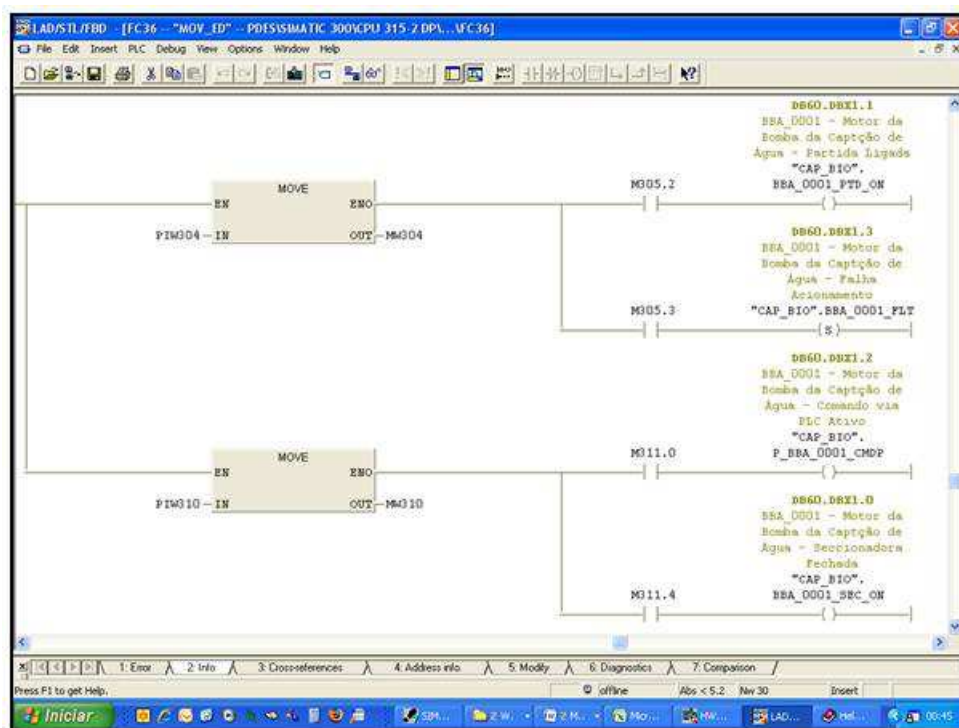 LAD/STL/FBD - [FC36 -- "MOV_ED" -- PDES\SIMATIC 300\CPU 315-2 DP\...\FC36]
File Edit Insert PLC Debug View Options Window Help
DB60.DBX1.1
BBA_0001 - Motor da
Bomba da Captção de
Água - Partida Ligada
"CAP_BIO".
M305.2 BBA_0001_PTD_ON
MOVE
EN ENO
PIW304 IN OUT MW304
DB60.DBX1.3
BBA_0001 - Motor da
Bomba da Captção de
Água - Falha
Acionamento
M305.3 "CAP_BIO".BBA_0001_FLT
(S)
DB60.DBX1.2
BBA_0001 - Motor da
Bomba da Captção de
Água - Comando via
PLC Ativo
"CAP_BIO".
M311.0 P_BBA_0001_CMDP
MOVE
EN ENO
PIW310 IN OUT MW310
DB60.DBX1.0
BBA_0001 - Motor da
Bomba da Captção de
Água - Seccionadora
Fechada
"CAP_BIO".
M311.4 BBA_0001_SEC_ON
1: Error 2: Info 3: Cross-references 4: Address info. 5: Modify 6: Diagnostics 7: Comparison
Press F1 to get Help. offline Abs < 5.2 Nw 30 Insert
Iniciar SIM... 2 W.. 2 M.. Mo... HW... LAD... Hel... 00:45